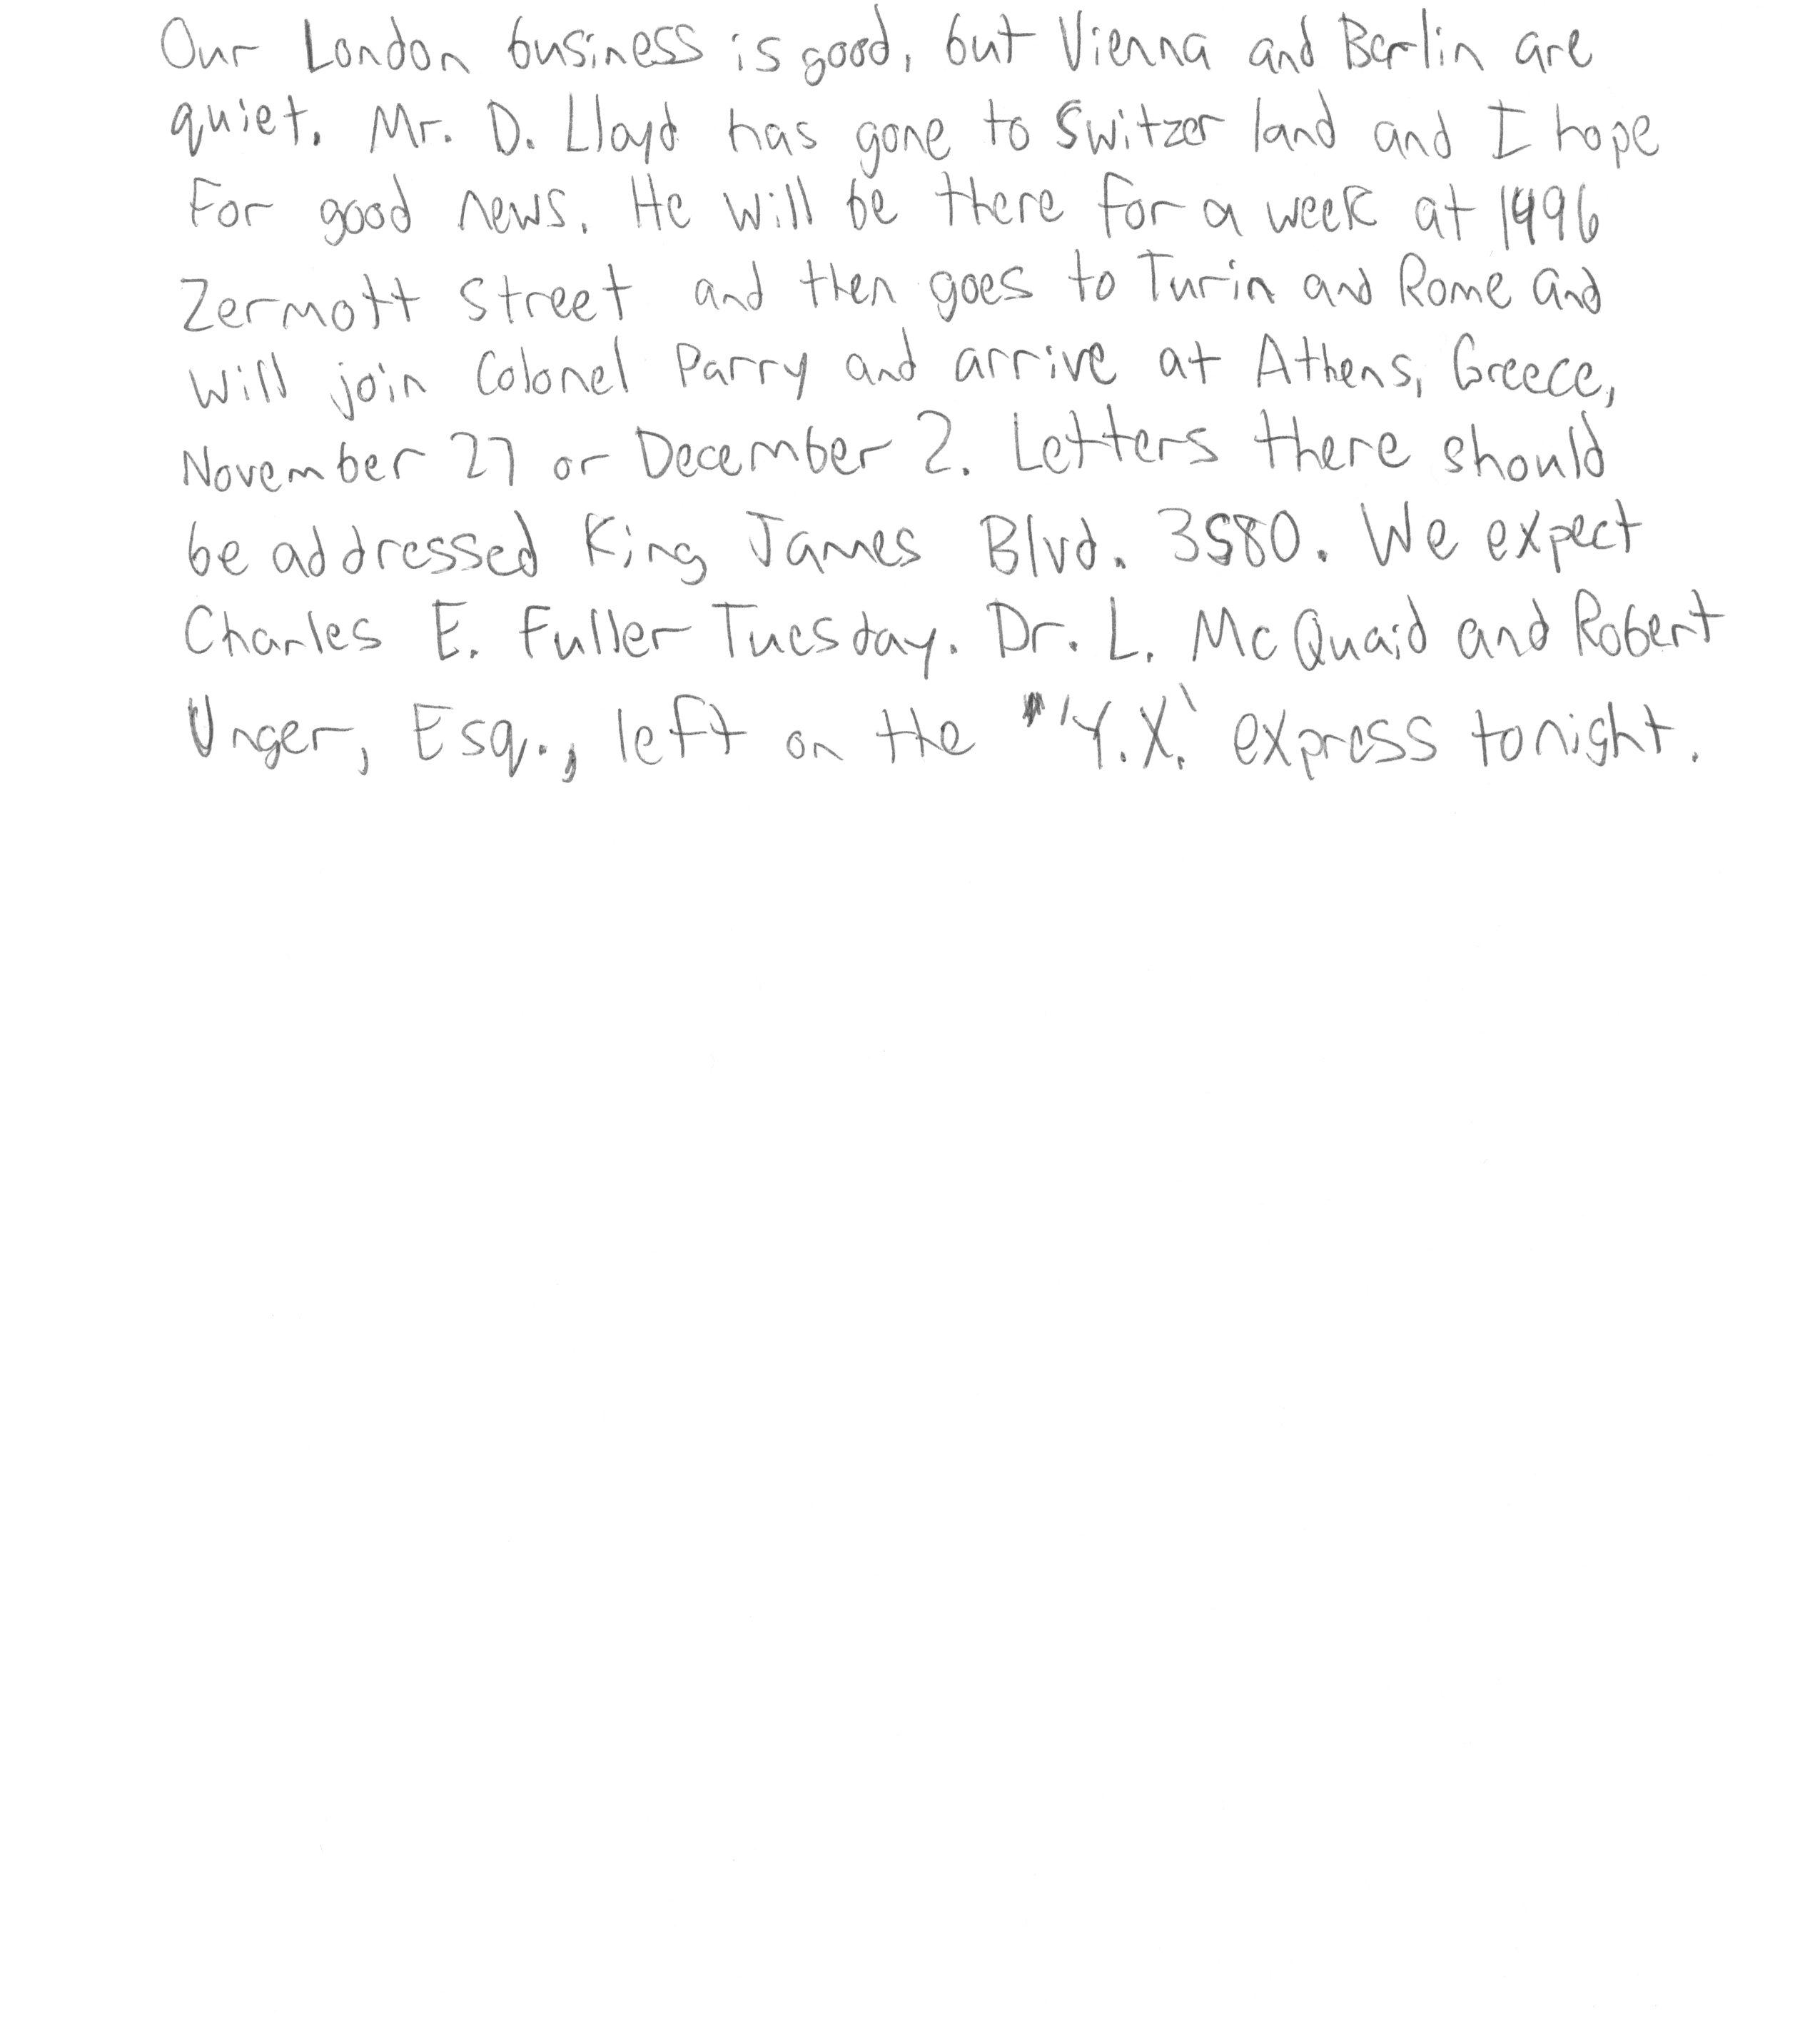 Our London business is good, but Vienna and Berlin are
quiet. Mr. D. Lloyd has gone to Switzer land and I hope
For good news. He will be there for a week at 1496
Zermott street and then goes to Turin and Rome and
will join Colonel Parry and arrive at Athens, Greece,
November 27 or December 2. Letters there should
be addressed King James Blvd. 3580. We expect
Charles E. Fuller Tuesday. Dr. L. McQuaid and Robert
Unger, Esq., left on the 'Y.X.' express tonight.